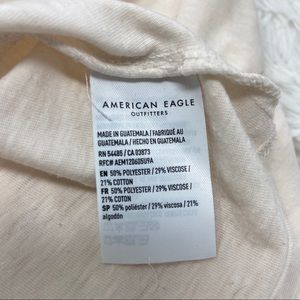 AMERICAN EAGLE
OUTFITTERS
MADE IN GUATEMALA / FABRIQUÉ AU
GUATEMALA / HECHO EN GUATEMALA
RN 54485 / CA 03873
RFC# AEM120605U9A
EN 50% POLYESTER / 29% VISCOSE /
21% COTTON
FR 50% POLYESTER / 29% VISCOSE /
21% COTON
SP 50% poliéster / 29% viscosa / 21%
algodón